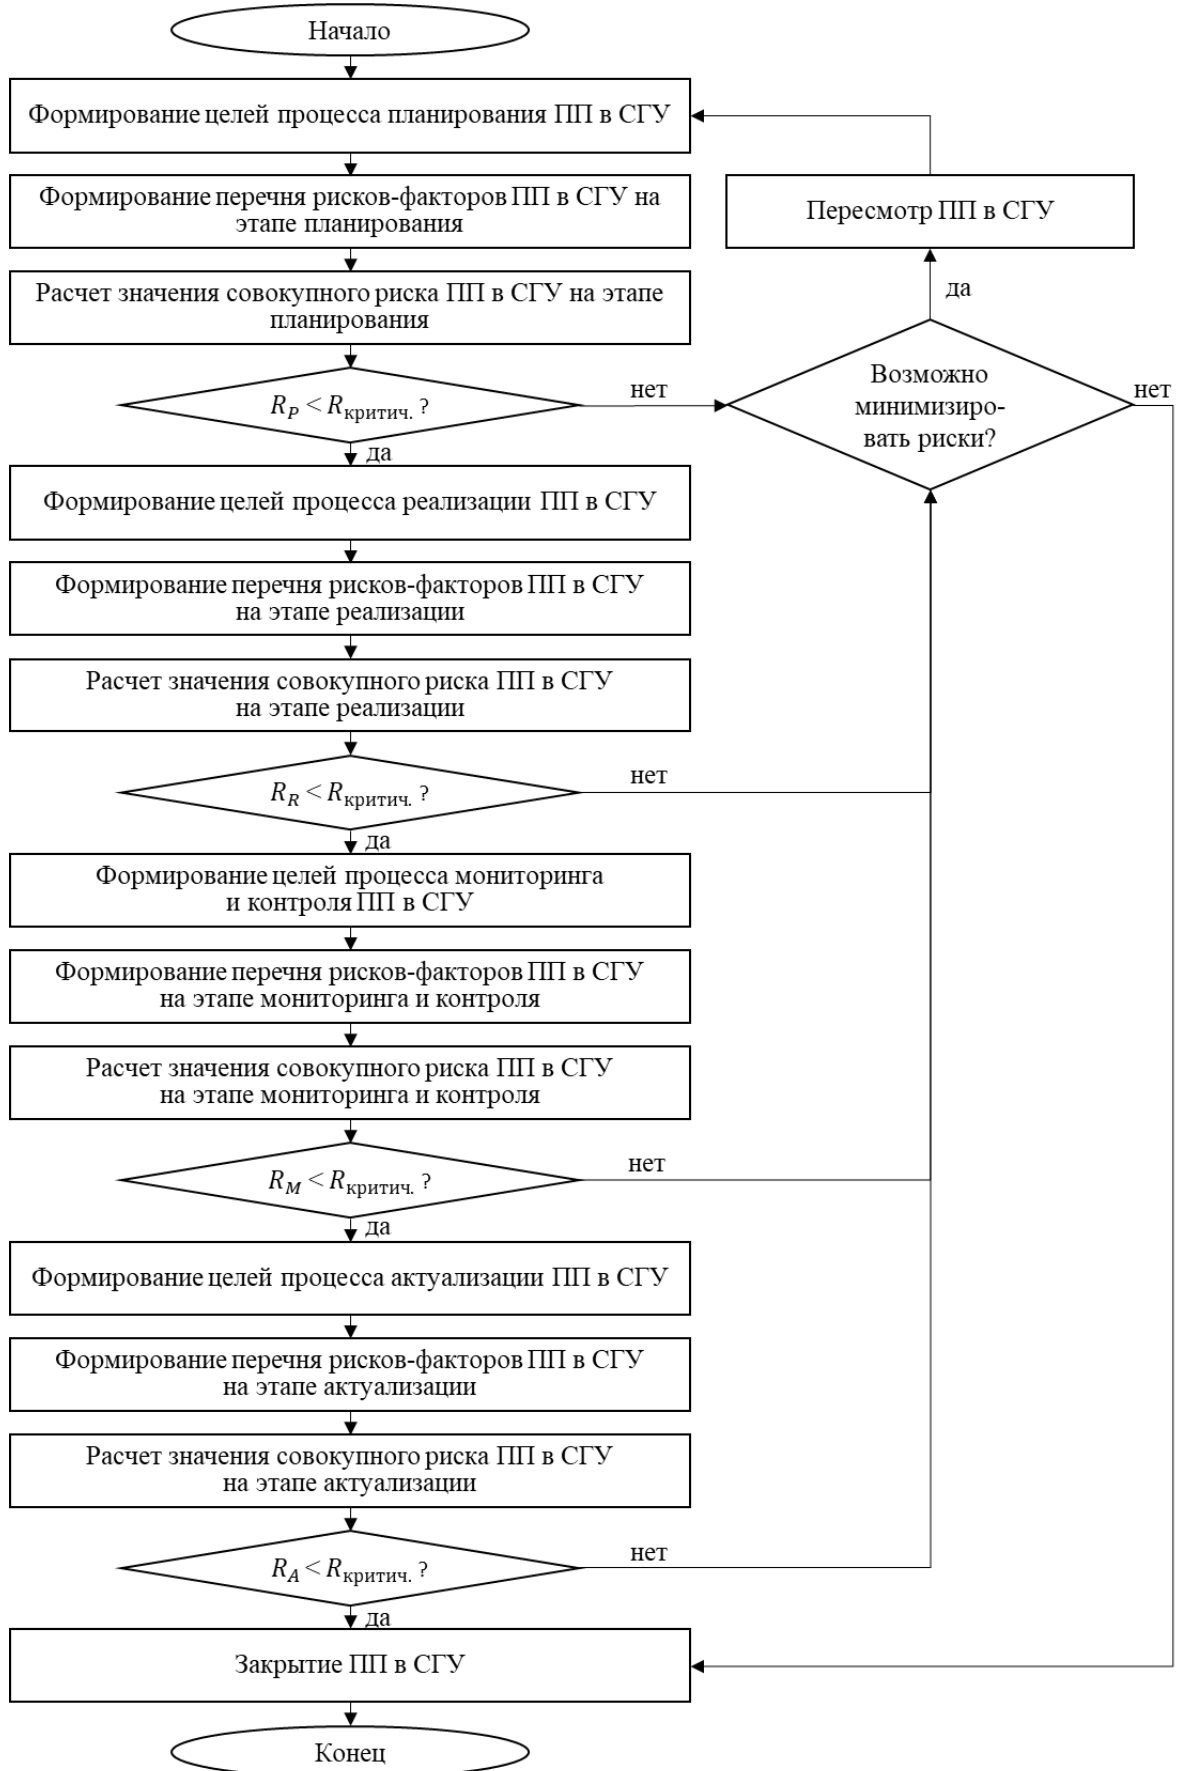 Начало
Формирование целей процесса планирования ПП в СГУ
Формирование перечня рисков-факторов ПП в СГУ на
этапе планирования
Пересмотр ПП в СГУ
Расчет значения совокупного риска ПП в СГУ на этапе
планирования
да
R_P < R_критич. ?
нет
Возможно
минимизиро-
вать риски?
нет
да
Формирование целей процесса реализации ПП в СГУ
Формирование перечня рисков-факторов ПП в СГУ
на этапе реализации
Расчет значения совокупного риска ПП в СГУ
на этапе реализации
R_R < R_критич. ?
нет
да
Формирование целей процесса мониторинга
и контроля ПП в СГУ
Формирование перечня рисков-факторов ПП в СГУ
на этапе мониторинга и контроля
Расчет значения совокупного риска ПП в СГУ
на этапе мониторинга и контроля
R_M < R_критич. ?
нет
да
Формирование целей процесса актуализации ПП в СГУ
Формирование перечня рисков-факторов ПП в СГУ
на этапе актуализации
Расчет значения совокупного риска ПП в СГУ
на этапе актуализации
R_A < R_критич. ?
нет
да
Закрытие ПП в СГУ
Конец